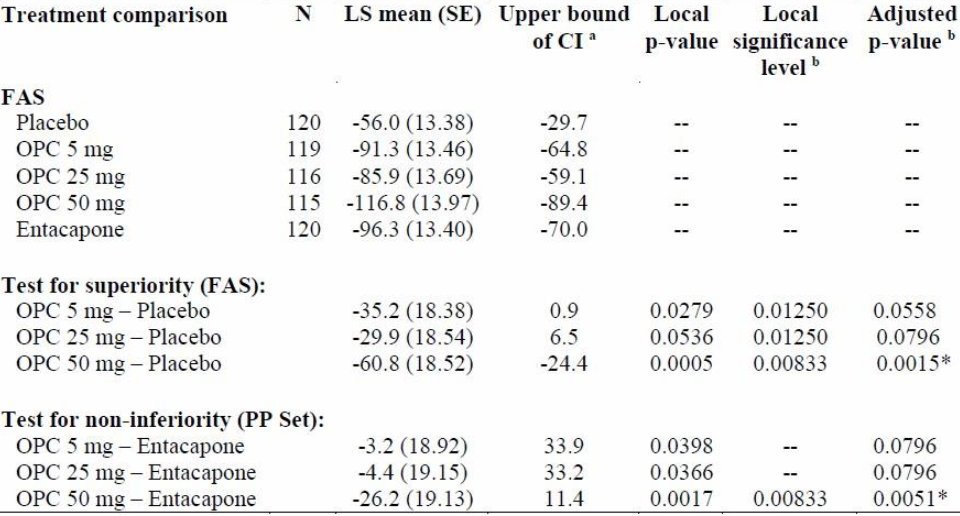 Treatment comparison N LS mean (SE) Upper bound of CI a Local p-value Local significance level b Adjusted p-value b
FAS
Placebo 120 -56.0 (13.38) -29.7 -- -- --
OPC 5 mg 119 -91.3 (13.46) -64.8 -- -- --
OPC 25 mg 116 -85.9 (13.69) -59.1 -- -- --
OPC 50 mg 115 -116.8 (13.97) -89.4 -- -- --
Entacapone 120 -96.3 (13.40) -70.0 -- -- --
Test for superiority (FAS):
OPC 5 mg – Placebo -35.2 (18.38) 0.9 0.0279 0.01250 0.0558
OPC 25 mg – Placebo -29.9 (18.54) 6.5 0.0536 0.01250 0.0796
OPC 50 mg – Placebo -60.8 (18.52) -24.4 0.0005 0.00833 0.0015*
Test for non-inferiority (PP Set):
OPC 5 mg – Entacapone -3.2 (18.92) 33.9 0.0398 -- 0.0796
OPC 25 mg – Entacapone -4.4 (19.15) 33.2 0.0366 -- 0.0796
OPC 50 mg – Entacapone -26.2 (19.13) 11.4 0.0017 0.00833 0.0051*